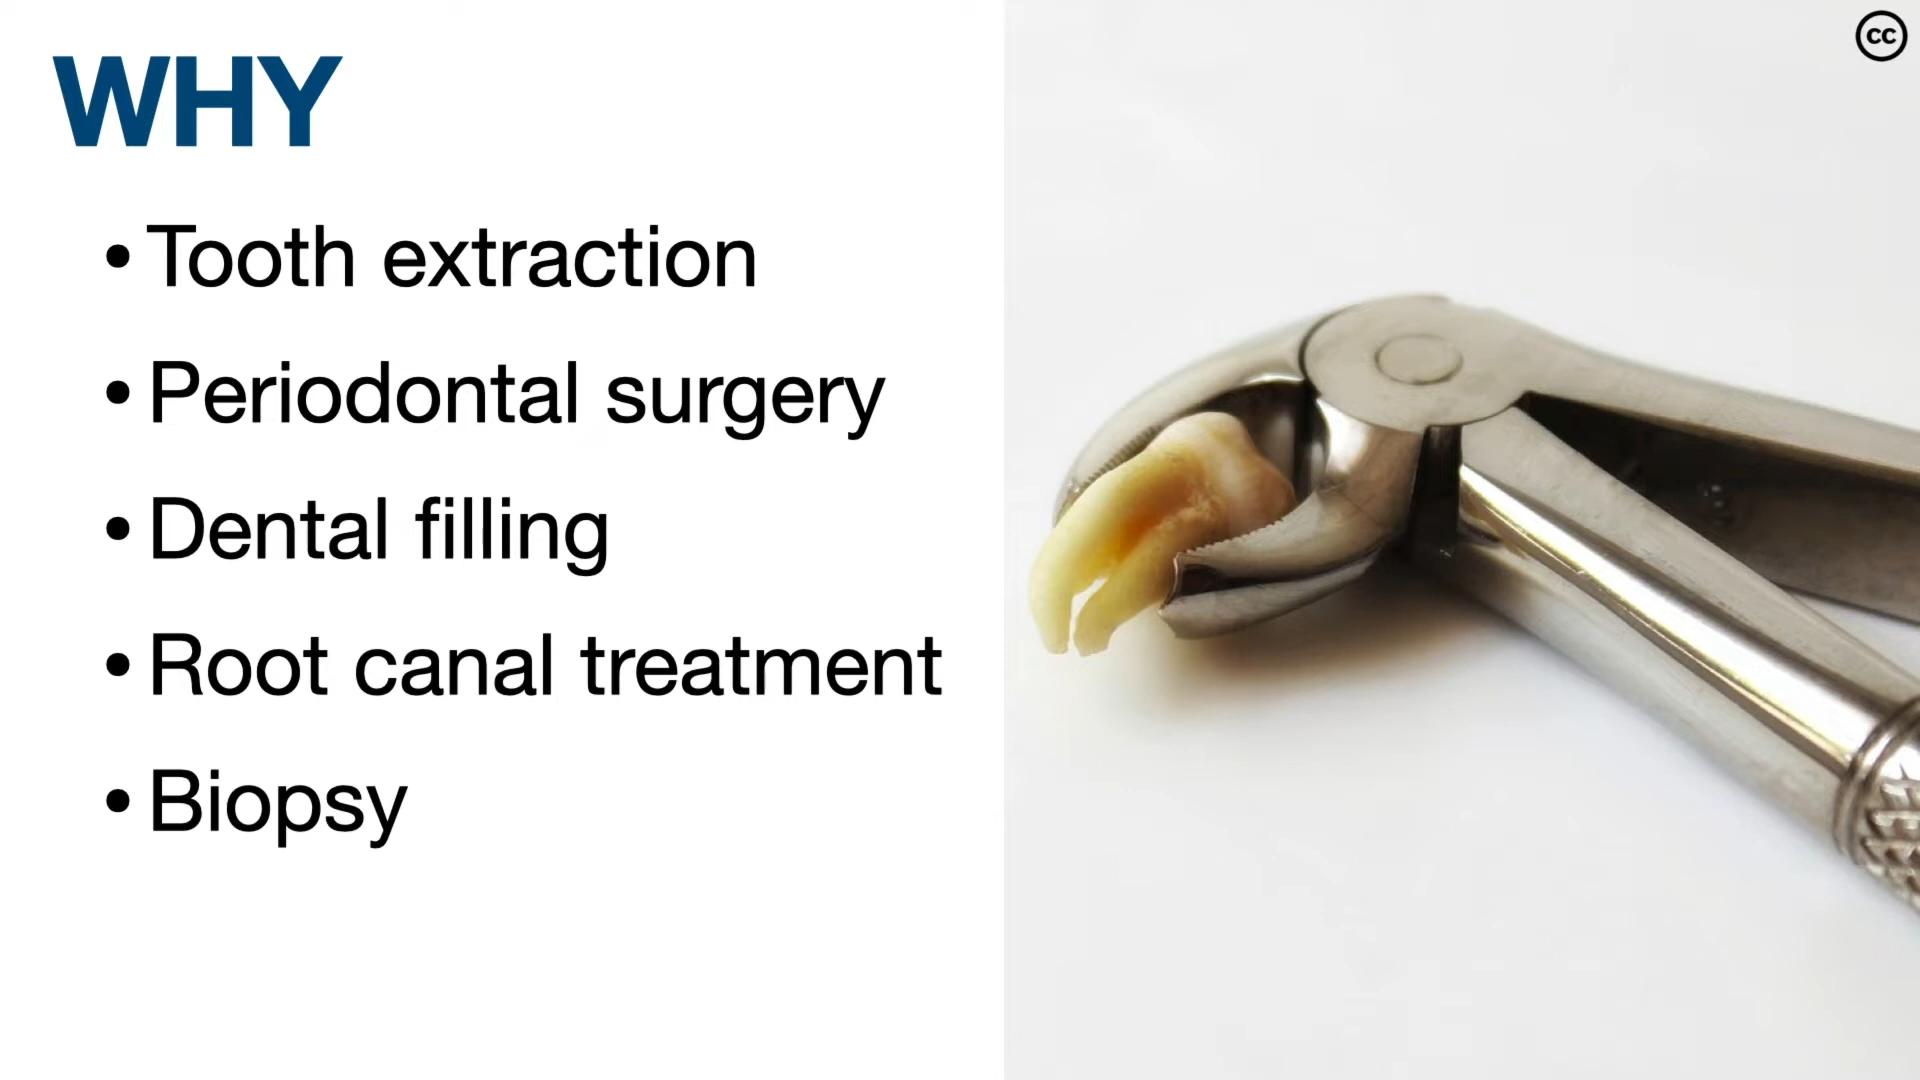 WHY
cc
• Tooth extraction
• Periodontal surgery
• Dental filling
• Root canal treatment
• Biopsy